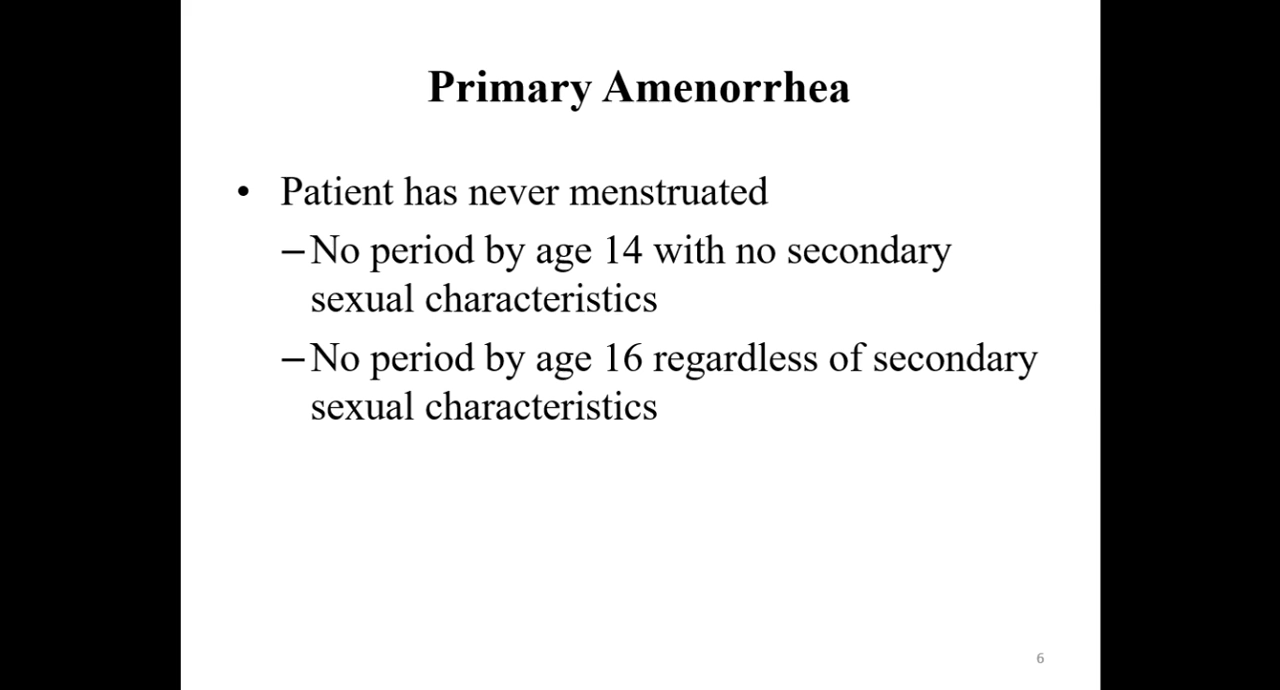 Primary Amenorrhea
• Patient has never menstruated
–No period by age 14 with no secondary
sexual characteristics
–No period by age 16 regardless of secondary
sexual characteristics
6